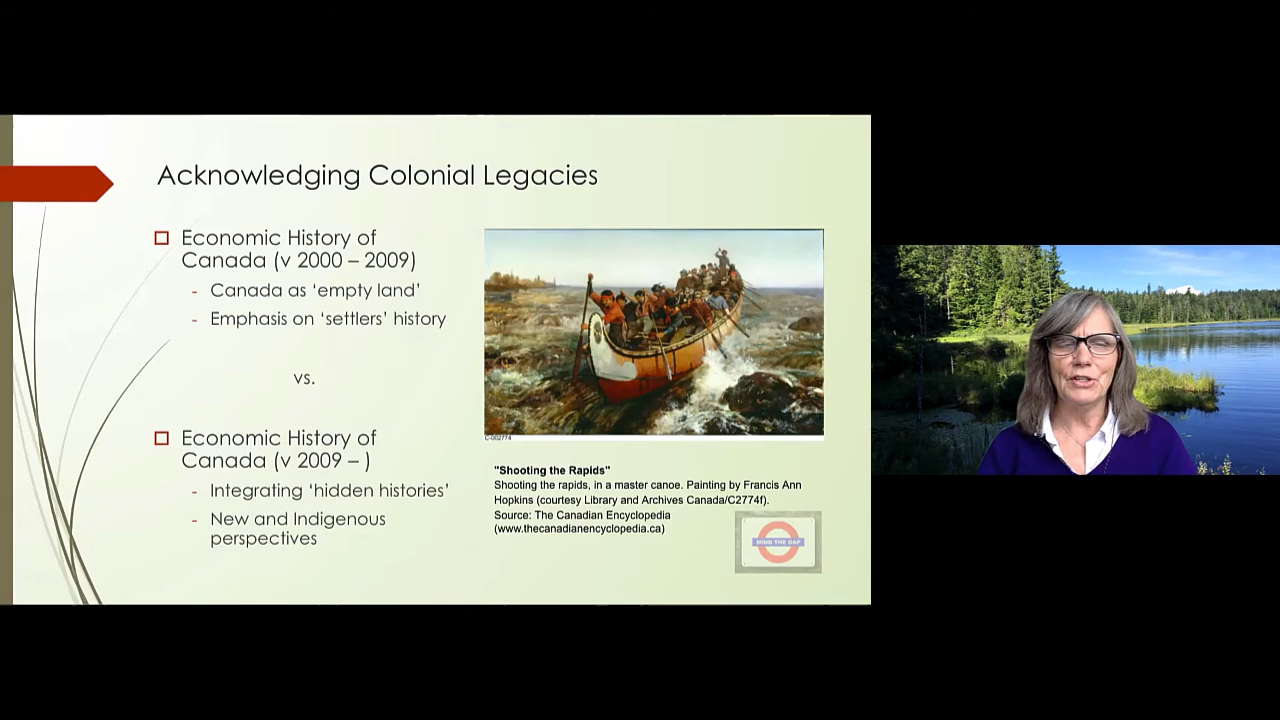 Acknowledging Colonial Legacies
Economic History of
Canada (v 2000 – 2009)
- Canada as ‘empty land’
- Emphasis on ‘settlers’ history
vs.
Economic History of
Canada (v 2009 – )
- Integrating ‘hidden histories’
- New and Indigenous
perspectives
C-002774
"Shooting the Rapids"
Shooting the rapids, in a master canoe. Painting by Francis Ann
Hopkins (courtesy Library and Archives Canada/C2774f).
Source: The Canadian Encyclopedia
(www.thecanadianencyclopedia.ca)
MIND THE GAP